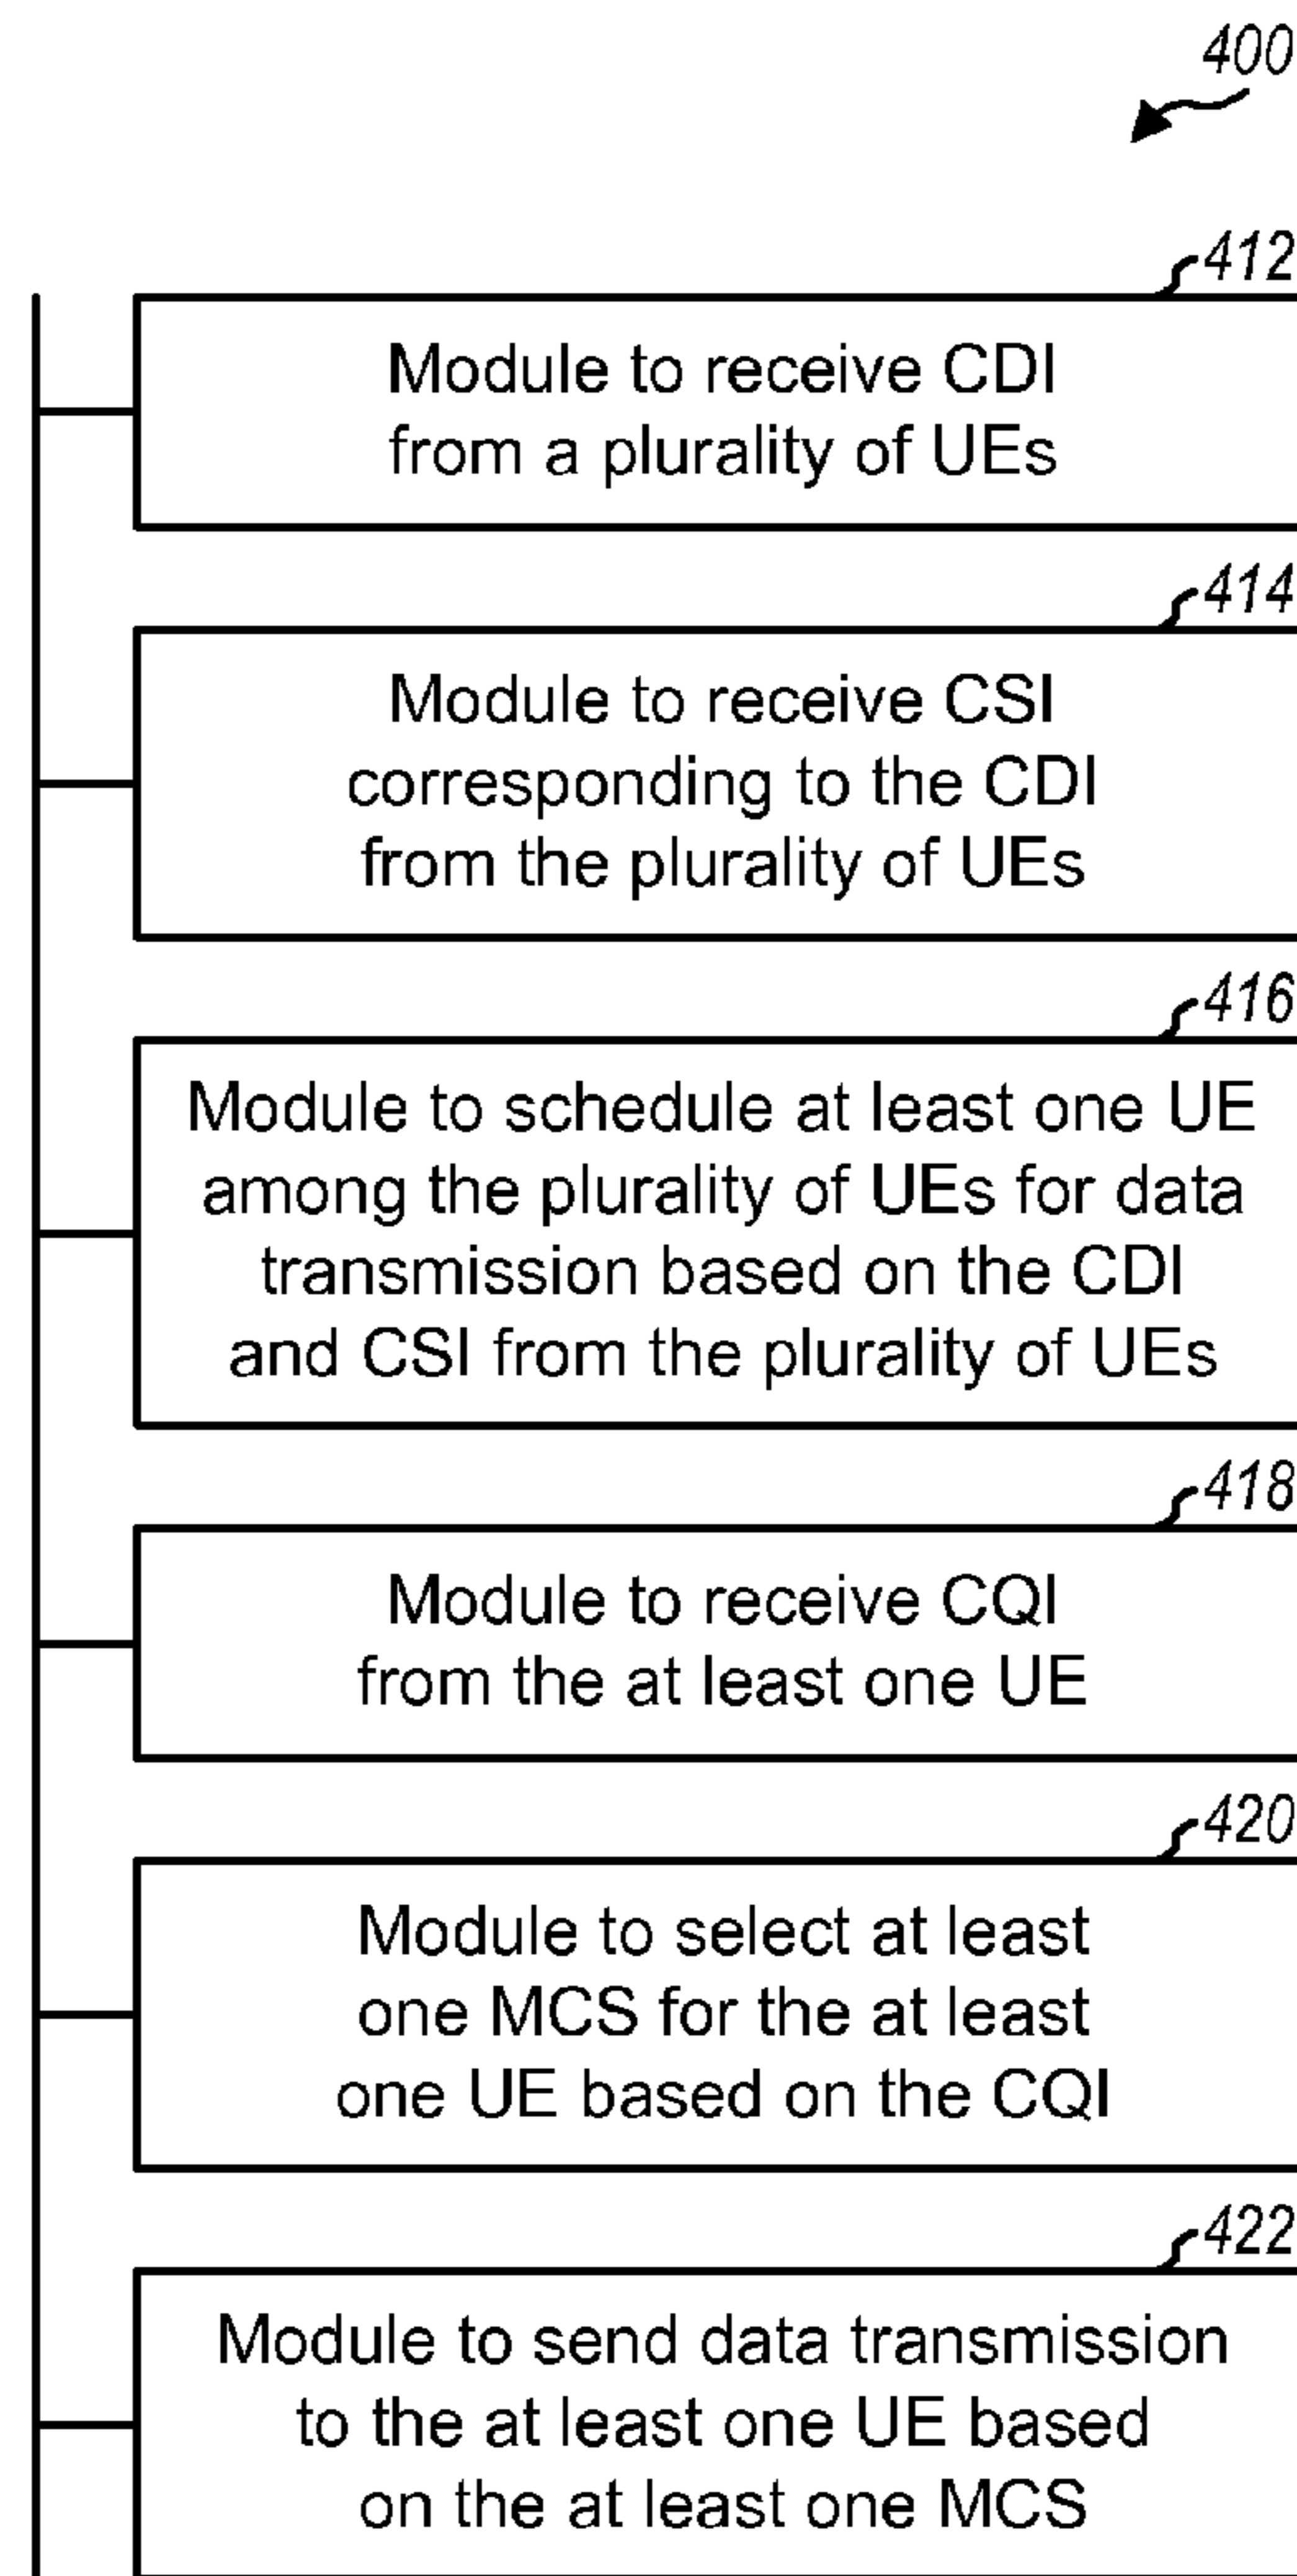 400
412
Module to receive CDI
from a plurality of UEs
414
Module to receive CSI
corresponding to the CDI
from the plurality of UEs
416
Module to schedule at least one UE
among the plurality of UEs for data
transmission based on the CDI
and CSI from the plurality of UEs
418
Module to receive CQI
from the at least one UE
420
Module to select at least
one MCS for the at least
one UE based on the CQI
422
Module to send data transmission
to the at least one UE based
on the at least one MCS